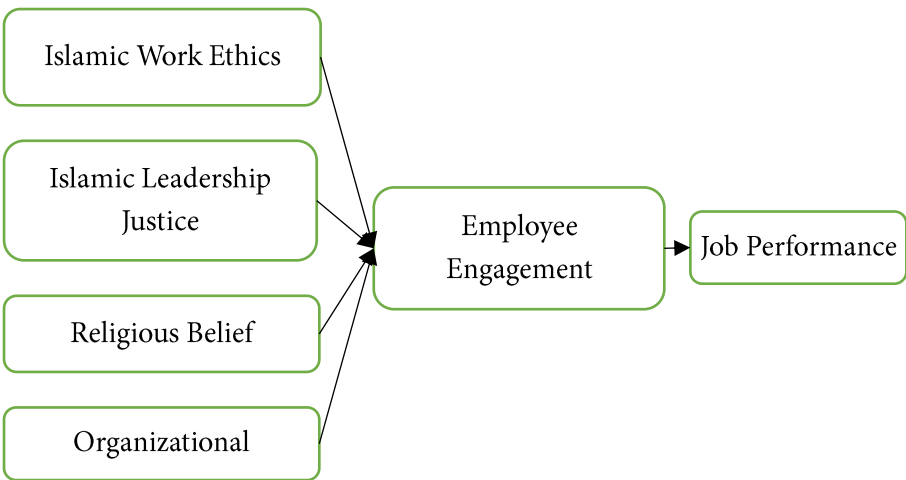 Islamic Work Ethics
Islamic Leadership
Justice
Religious Belief
Organizational
Employee
Engagement
Job Performance